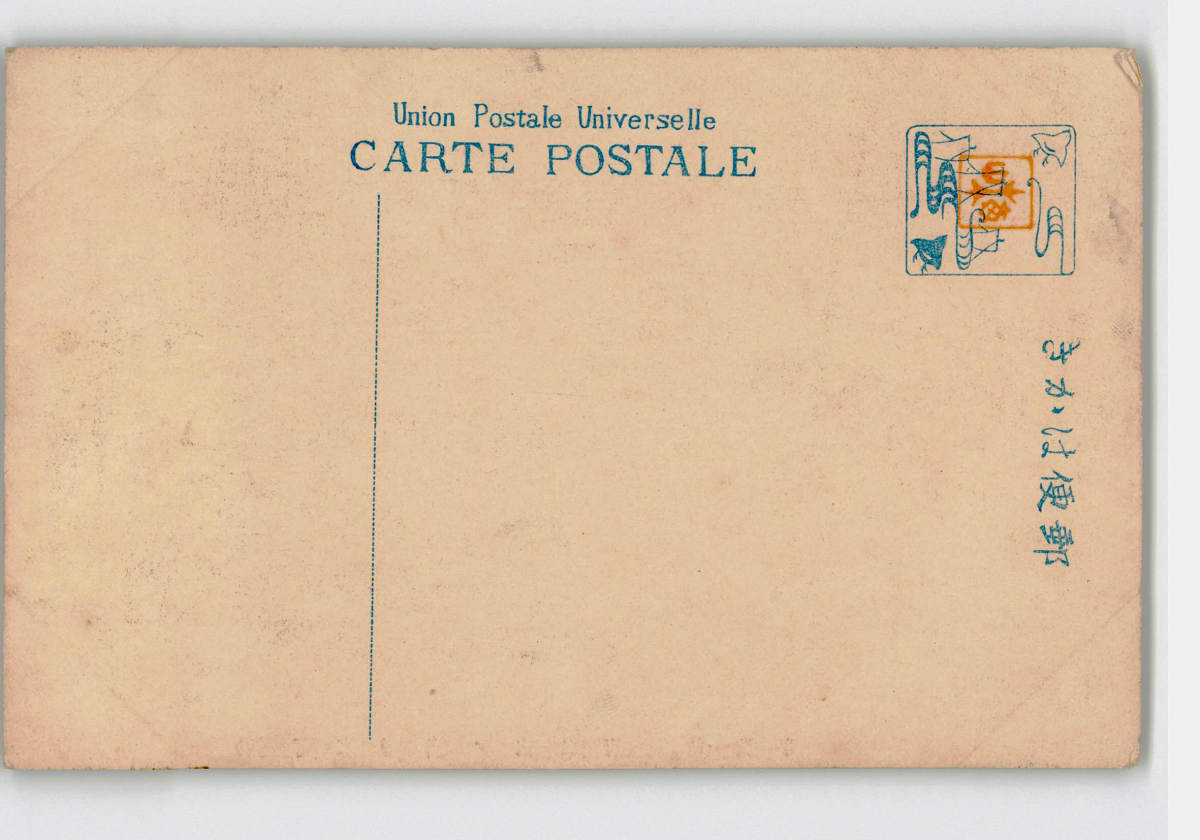 Union Postale Universelle
CARTE POSTALE
郵便はがき